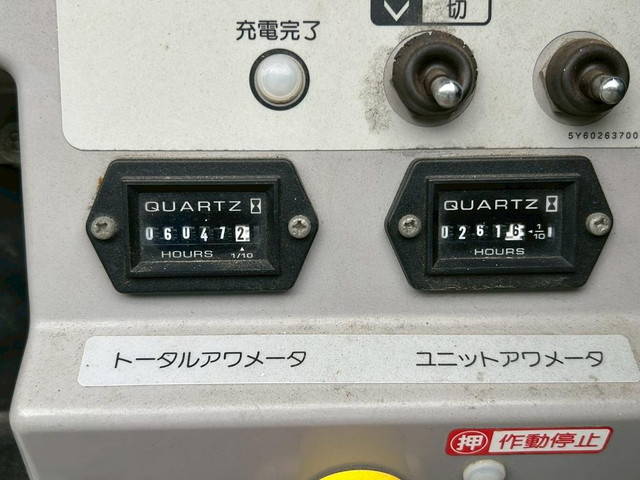 切
充電完了
5Y60263700
QUARTZ
060472
HOURS 1/10
QUARTZ
02616 1/10
HOURS
トータルアワメータ
ユニットアワメータ
押 作動停止